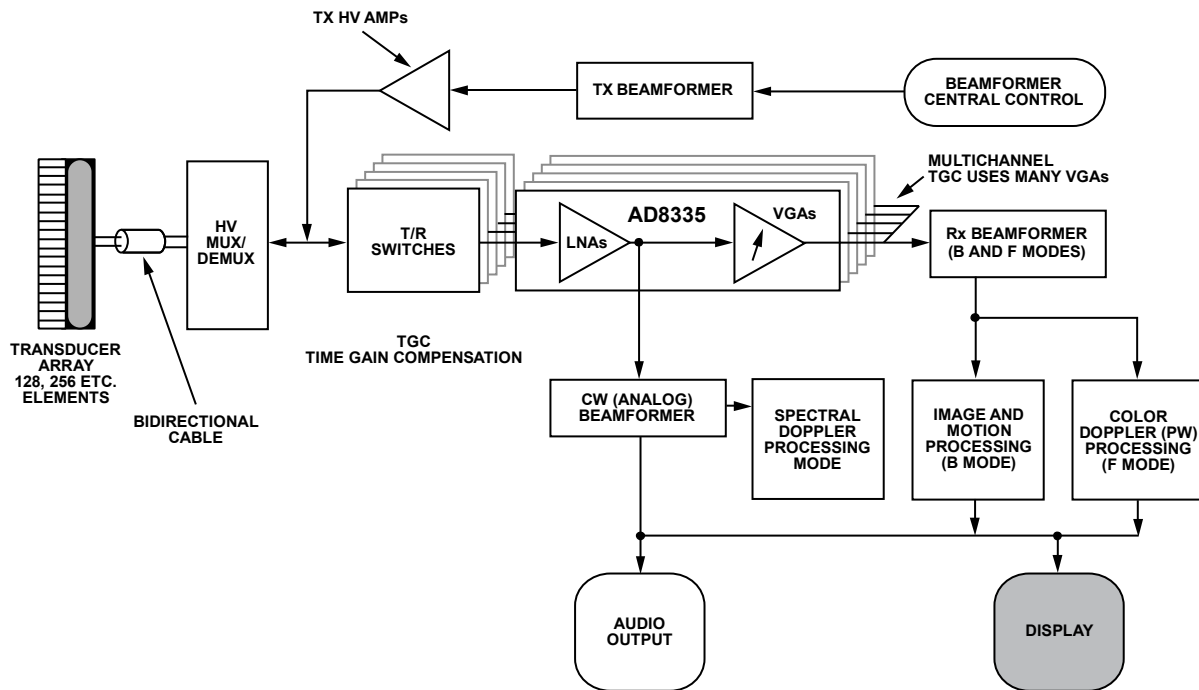 TX HV AMPs
TX BEAMFORMER
BEAMFORMER
CENTRAL CONTROL
HV
MUX/
DEMUX
T/R
SWITCHES
LNAs
AD8335
VGAs
MULTICHANNEL
TGC USES MANY VGAs
Rx BEAMFORMER
(B AND F MODES)
TRANSDUCER
ARRAY
128, 256 ETC.
ELEMENTS
BIDIRECTIONAL
CABLE
TGC
TIME GAIN COMPENSATION
CW (ANALOG)
BEAMFORMER
SPECTRAL
DOPPLER
PROCESSING
MODE
IMAGE AND
MOTION
PROCESSING
(B MODE)
COLOR
DOPPLER (PW)
PROCESSING
(F MODE)
AUDIO
OUTPUT
DISPLAY